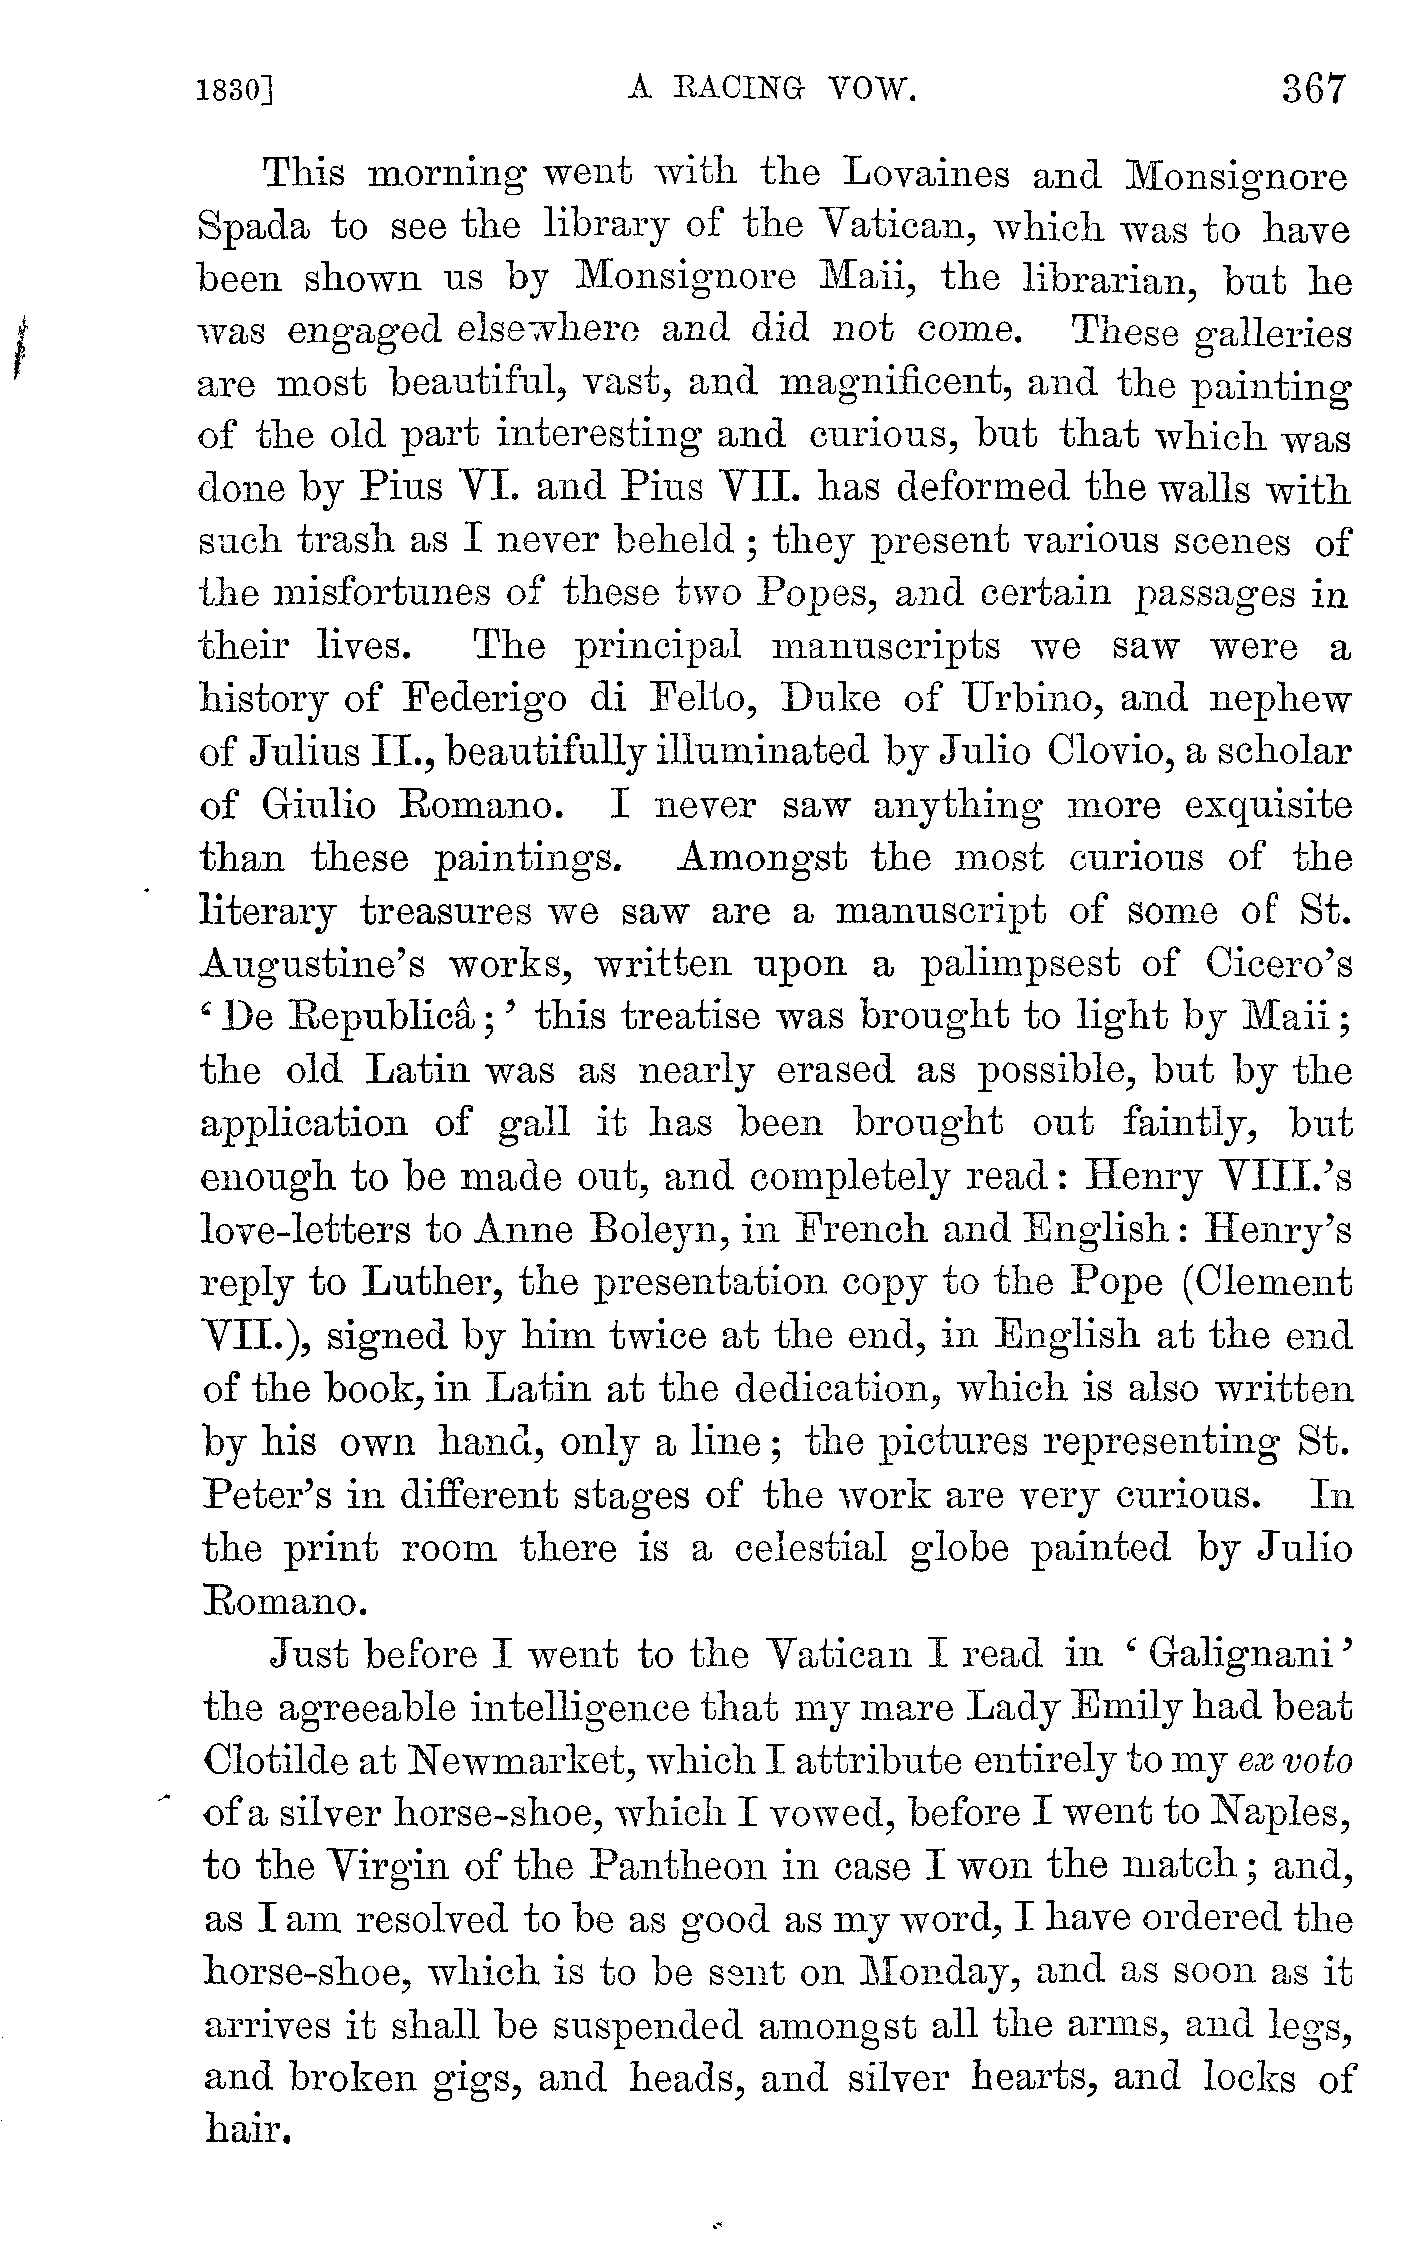 1830] A RACING VOW. 367
This morning went with the Lovaines and Monsignore
Spada to see the library of the Vatican, which was to have
been shown us by Monsignore Maii, the librarian, but he
was engaged elsewhere and did not come. These galleries
are most beautiful, vast, and magnificent, and the painting
of the old part interesting and curious, but that which was
done by Pius VI. and Pius VII. has deformed the walls with
such trash as I never beheld; they present various scenes of
the misfortunes of these two Popes, and certain passages in
their lives. The principal manuscripts we saw were a
history of Federigo di Felto, Duke of Urbino, and nephew
of Julius II., beautifully illuminated by Julio Clovio, a scholar
of Giulio Romano. I never saw anything more exquisite
than these paintings. Amongst the most curious of the
literary treasures we saw are a manuscript of some of St.
Augustine's works, written upon a palimpsest of Cicero's
‘De Republicâ;’ this treatise was brought to light by Maii;
the old Latin was as nearly erased as possible, but by the
application of gall it has been brought out faintly, but
enough to be made out, and completely read: Henry VIII.'s
love-letters to Anne Boleyn, in French and English: Henry's
reply to Luther, the presentation copy to the Pope (Clement
VII.), signed by him twice at the end, in English at the end
of the book, in Latin at the dedication, which is also written
by his own hand, only a line; the pictures representing St.
Peter's in different stages of the work are very curious. In
the print room there is a celestial globe painted by Julio
Romano.
Just before I went to the Vatican I read in ‘Galignani’
the agreeable intelligence that my mare Lady Emily had beat
Clotilde at Newmarket, which I attribute entirely to my ex voto
of a silver horse-shoe, which I vowed, before I went to Naples,
to the Virgin of the Pantheon in case I won the match; and,
as I am resolved to be as good as my word, I have ordered the
horse-shoe, which is to be sent on Monday, and as soon as it
arrives it shall be suspended amongst all the arms, and legs,
and broken gigs, and heads, and silver hearts, and locks of
hair.